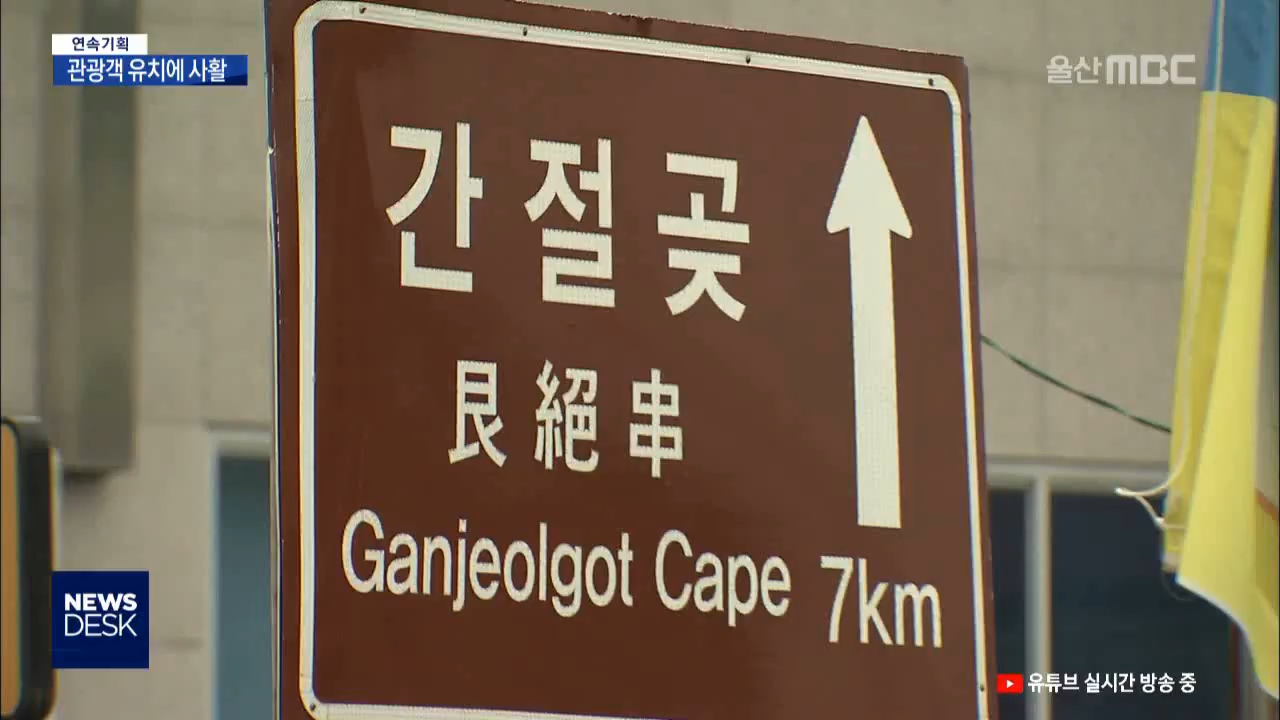 연속기획
관광객 유치에 사활
울산MBC
간절곶
艮絕串
Ganjeolgot Cape 7km
NEWS
DESK
유튜브 실시간 방송 중